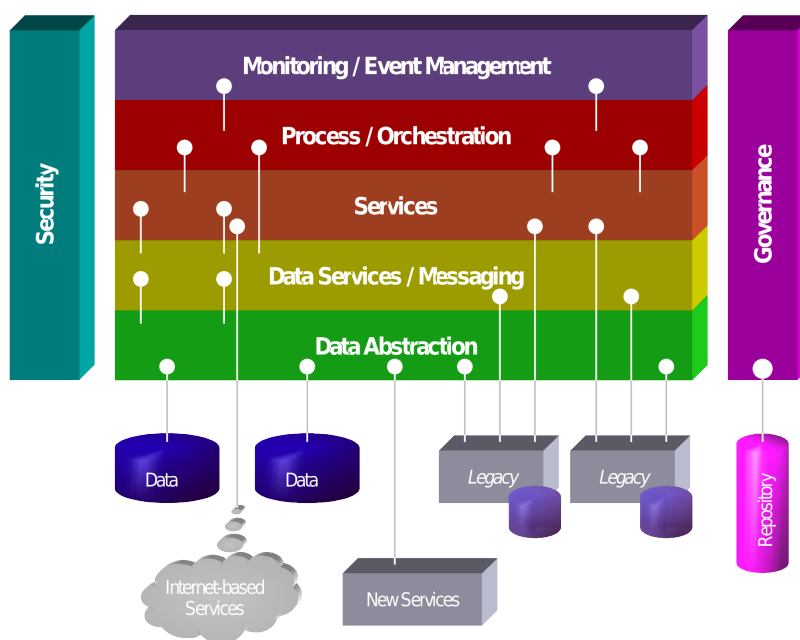 Monitoring / Event Management
Process / Orchestration
Services
Data Services / Messaging
Data Abstraction
Security
Governance
Data
Data
Legacy
Legacy
Repository
Internet-based
Services
New Services